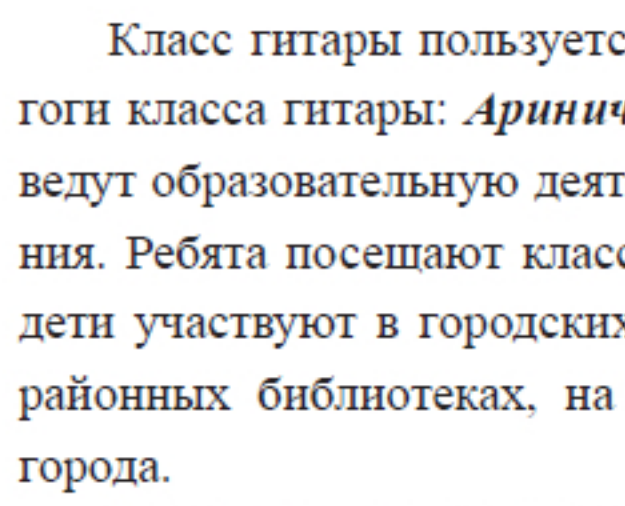 Класс гитары пользуетс
гоги класса гитары: Аринич
ведут образовательную деят
ния. Ребята посещают класс
дети участвуют в городских
районных библиотеках, на
города.